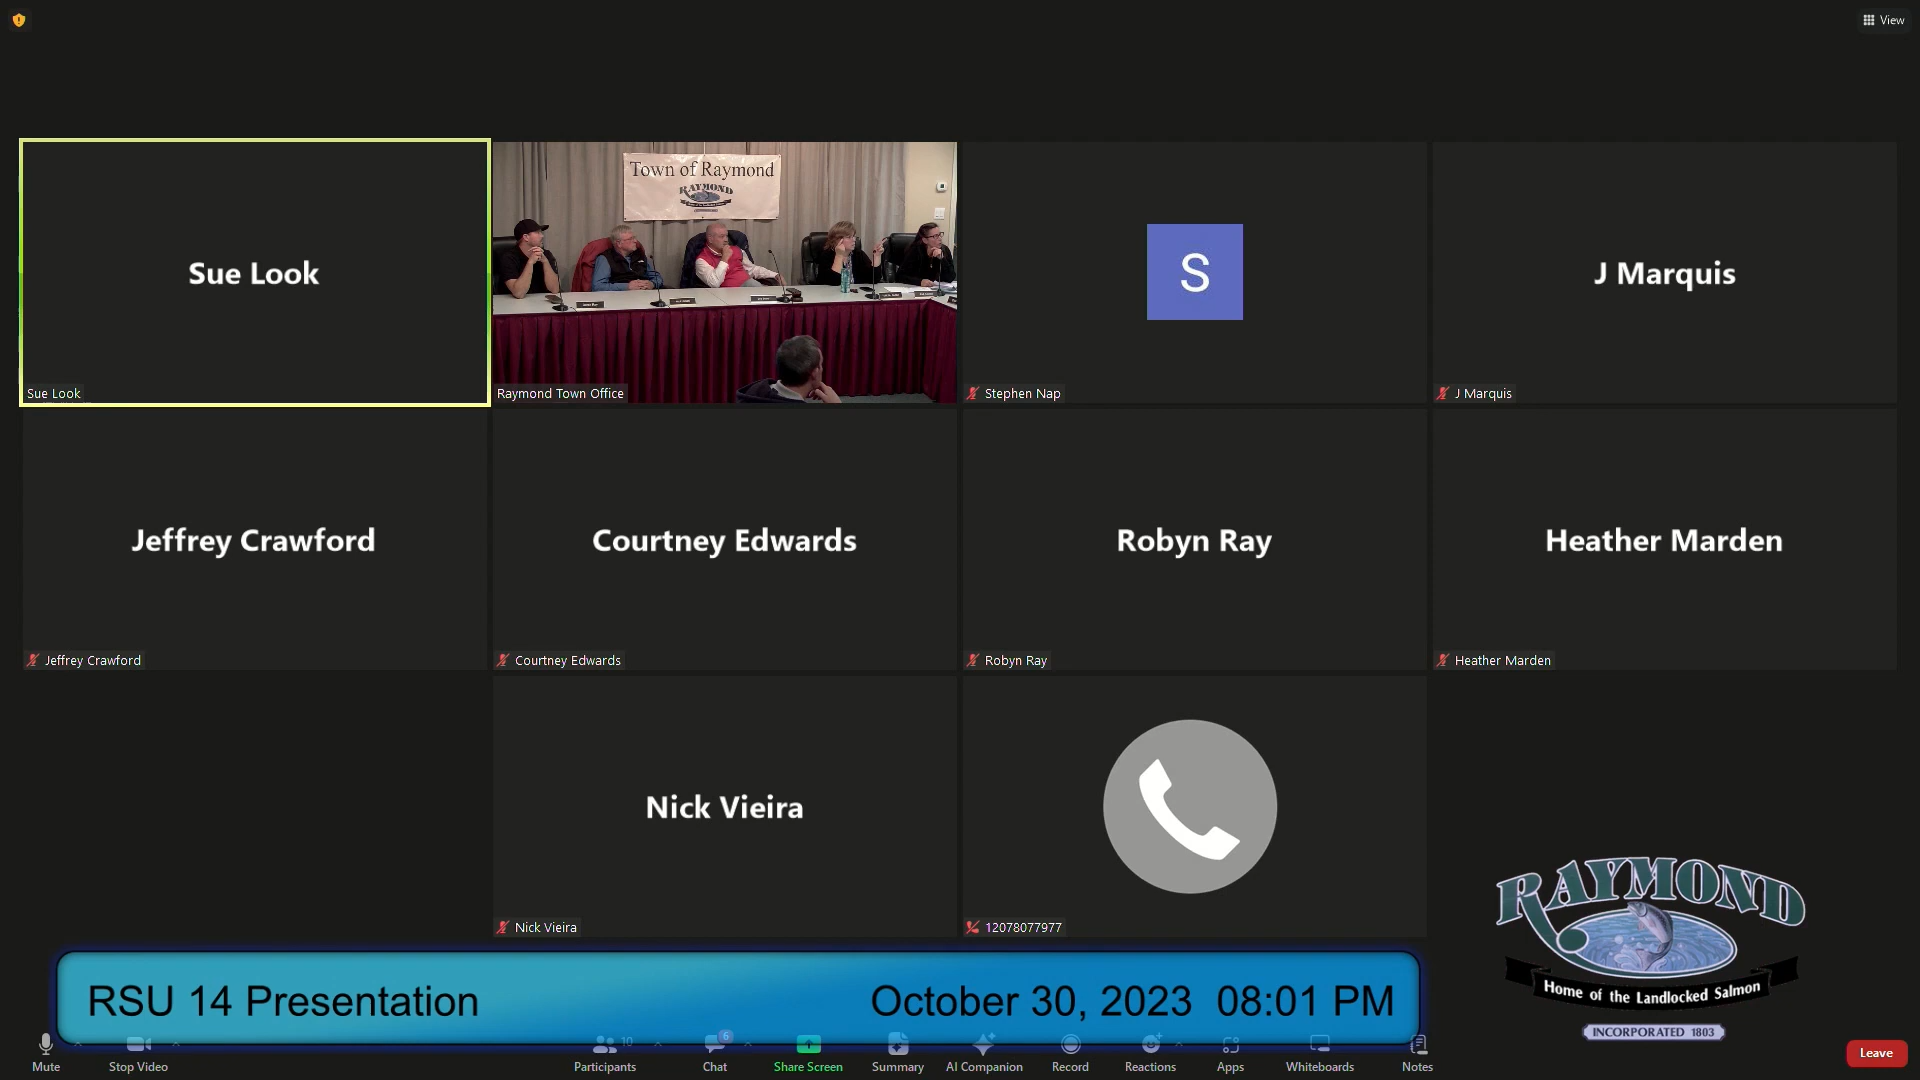 View
Sue Look
Sue Look
Town of Raymond
RAYMOND
Raymond Town Office
S
Stephen Nap
J Marquis
J Marquis
Jeffrey Crawford
Jeffrey Crawford
Courtney Edwards
Courtney Edwards
Robyn Ray
Robyn Ray
Heather Marden
Heather Marden
Nick Vieira
Nick Vieira
12078077977
RAYMOND
Home of the Landlocked Salmon
INCORPORATED 1803
RSU 14 Presentation October 30, 2023 08:01 PM
10
6
Mute
Stop Video
Participants
Chat
Share Screen
Summary
AI Companion
Record
Reactions
Apps
Whiteboards
Notes
Leave